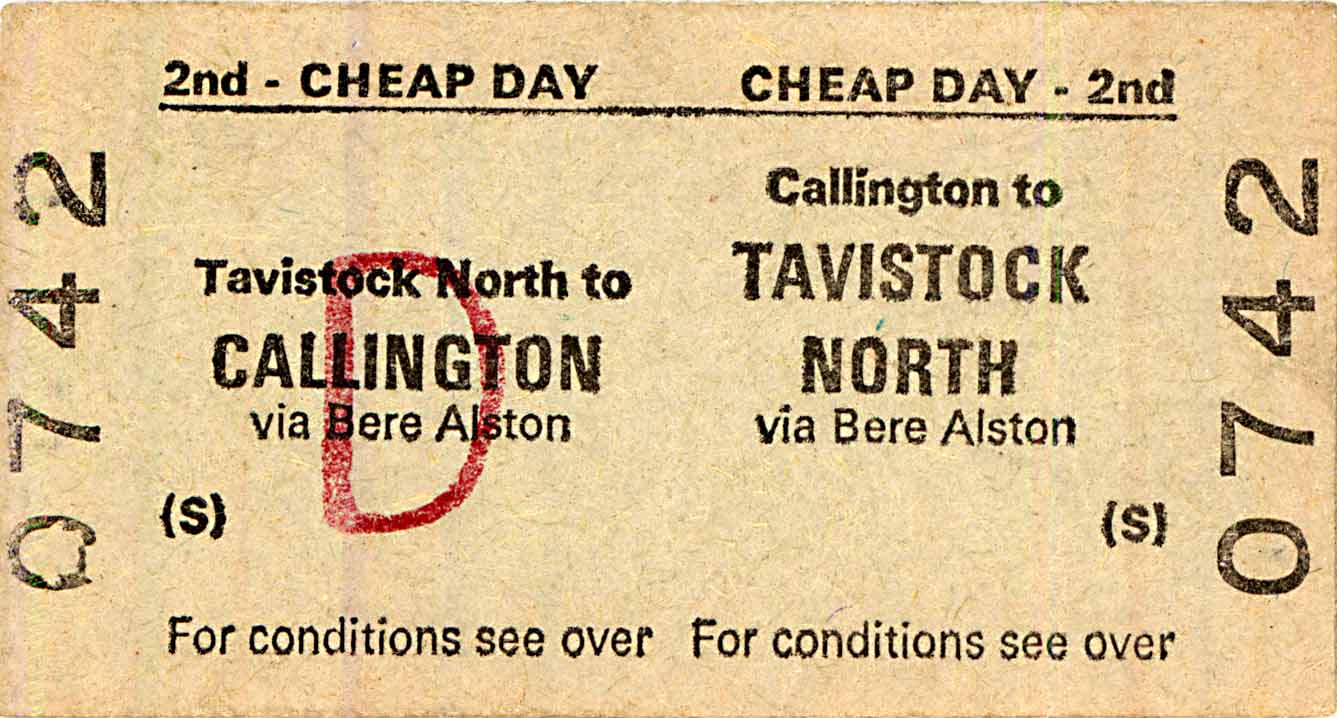 2nd - CHEAP DAY
Tavistock North to
CALLINGTON
via Bere Alston
(S)
For conditions see over
D
CHEAP DAY - 2nd
Callington to
TAVISTOCK
NORTH
via Bere Alston
(S)
For conditions see over
0742
0742